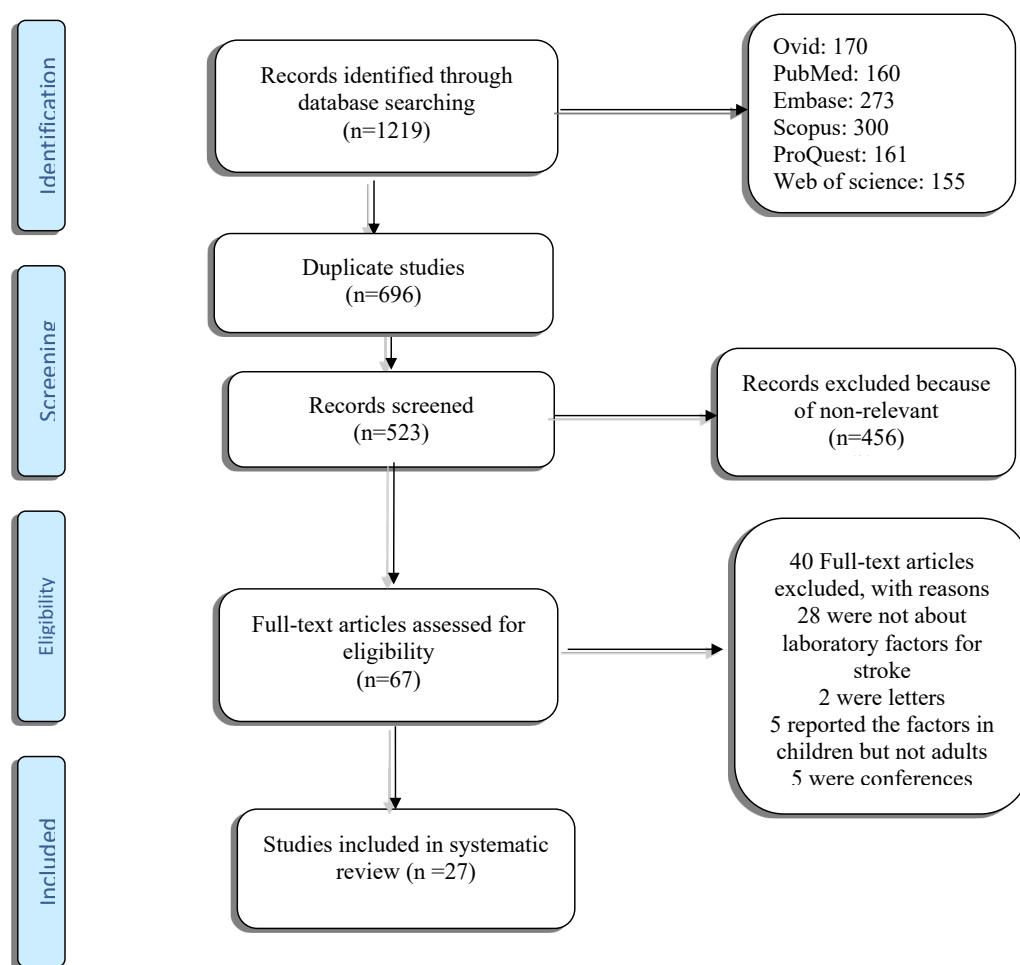 Identification
Records identified through
database searching
(n=1219)
Ovid: 170
PubMed: 160
Embase: 273
Scopus: 300
ProQuest: 161
Web of science: 155
Duplicate studies
(n=696)
Screening
Records screened
(n=523)
Records excluded because
of non-relevant
(n=456)
Eligibility
Full-text articles assessed for
eligibility
(n=67)
40 Full-text articles
excluded, with reasons
28 were not about
laboratory factors for
stroke
2 were letters
5 reported the factors in
children but not adults
5 were conferences
Included
Studies included in systematic
review (n =27)